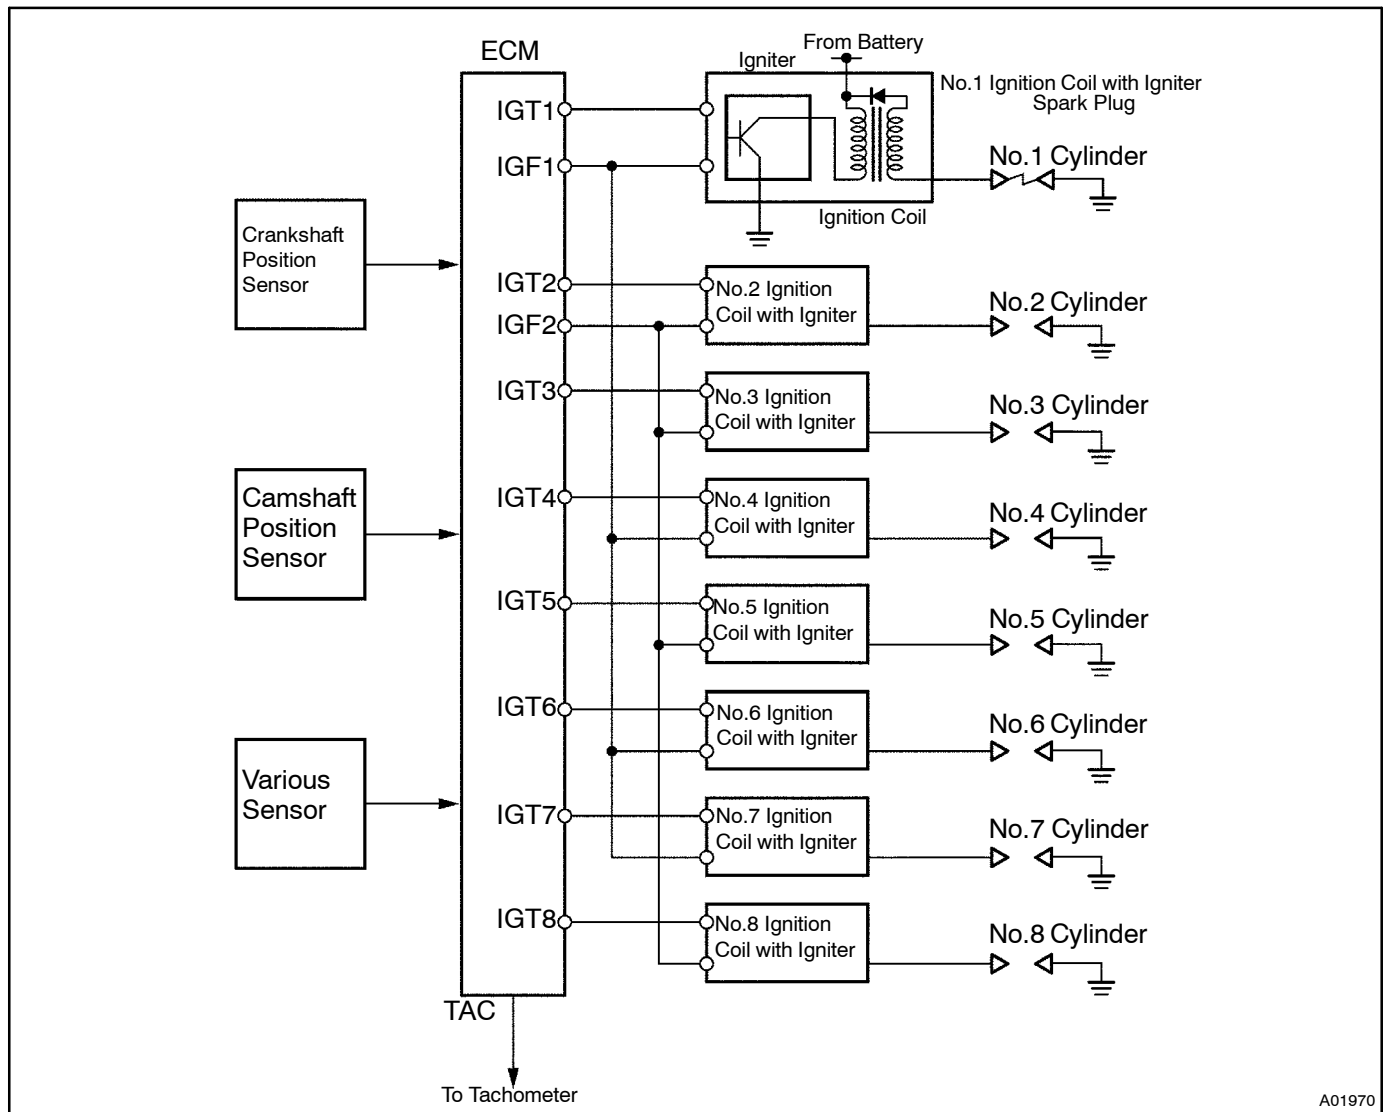 ECM
From Battery
Igniter
No.1 Ignition Coil with Igniter
Spark Plug
IGT1
IGF1
No.1 Cylinder
Ignition Coil
Crankshaft
Position
Sensor
IGT2
IGF2
No.2 Ignition
Coil with Igniter
No.2 Cylinder
IGT3
No.3 Ignition
Coil with Igniter
No.3 Cylinder
Camshaft
Position
Sensor
IGT4
No.4 Ignition
Coil with Igniter
No.4 Cylinder
IGT5
No.5 Ignition
Coil with Igniter
No.5 Cylinder
IGT6
No.6 Ignition
Coil with Igniter
No.6 Cylinder
Various
Sensor
IGT7
No.7 Ignition
Coil with Igniter
No.7 Cylinder
IGT8
No.8 Ignition
Coil with Igniter
No.8 Cylinder
TAC
To Tachometer
A01970